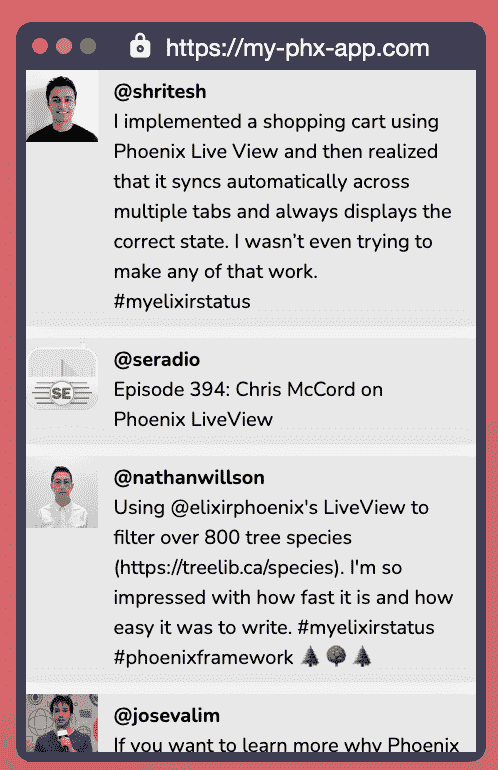 https://my-phx-app.com
@shritesh
I implemented a shopping cart using
Phoenix Live View and then realized
that it syncs automatically across
multiple tabs and always displays the
correct state. I wasn't even trying to
make any of that work.
#myelixirstatus
SE
@seradio
Episode 394: Chris McCord on
Phoenix LiveView
@nathanwillson
Using @elixirphoenix's LiveView to
filter over 800 tree species
(https://treelib.ca/species). I'm so
impressed with how fast it is and how
easy it was to write. #myelixirstatus
#phoenixframework 🌲🌳🌲
@josevalim
If you want to learn more why Phoenix